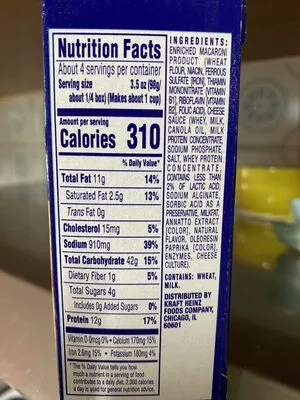 Nutrition Facts
About 4 servings per container
Serving size 3.5 oz (98g)
about 1/4 box) (Makes about 1 cup)
Amount per serving
Calories 310
% Daily Value*
Total Fat 11g 14%
Saturated Fat 2.5g 13%
Trans Fat 0g
Cholesterol 15mg 5%
Sodium 910mg 39%
Total Carbohydrate 42g 15%
Dietary Fiber 1g 5%
Total Sugars 4g
Includes 0g Added Sugars 0%
Protein 12g 17%
Vitamin D 0mcg 0% • Calcium 170mg 15%
Iron 2.6mg 15% • Potassium 180mg 4%
* The % Daily Value tells you how
much a nutrient in a serving of food
contributes to a daily diet. 2,000 calories
a day is used for general nutrition advice.
INGREDIENTS:
ENRICHED MACARONI
PRODUCT (WHEAT
FLOUR, NIACIN, FERROUS
SULFATE [IRON], THIAMIN
MONONITRATE [VITAMIN
B1], RIBOFLAVIN [VITAMIN
B2], FOLIC ACID), CHEESE
SAUCE (WHEY, MILK,
CANOLA OIL, MILK
PROTEIN CONCENTRATE,
SODIUM PHOSPHATE,
SALT, WHEY PROTEIN
CONCENTRATE,
CONTAINS LESS THAN
2% OF LACTIC ACID,
SODIUM ALGINATE,
SORBIC ACID AS A
PRESERVATIVE, MILKFAT,
ANNATTO EXTRACT
[COLOR], NATURAL
FLAVOR, OLEORESIN
PAPRIKA [COLOR],
ENZYMES, CHEESE
CULTURE).
CONTAINS: WHEAT,
MILK.
DISTRIBUTED BY
KRAFT HEINZ
FOODS COMPANY,
CHICAGO, IL
60601